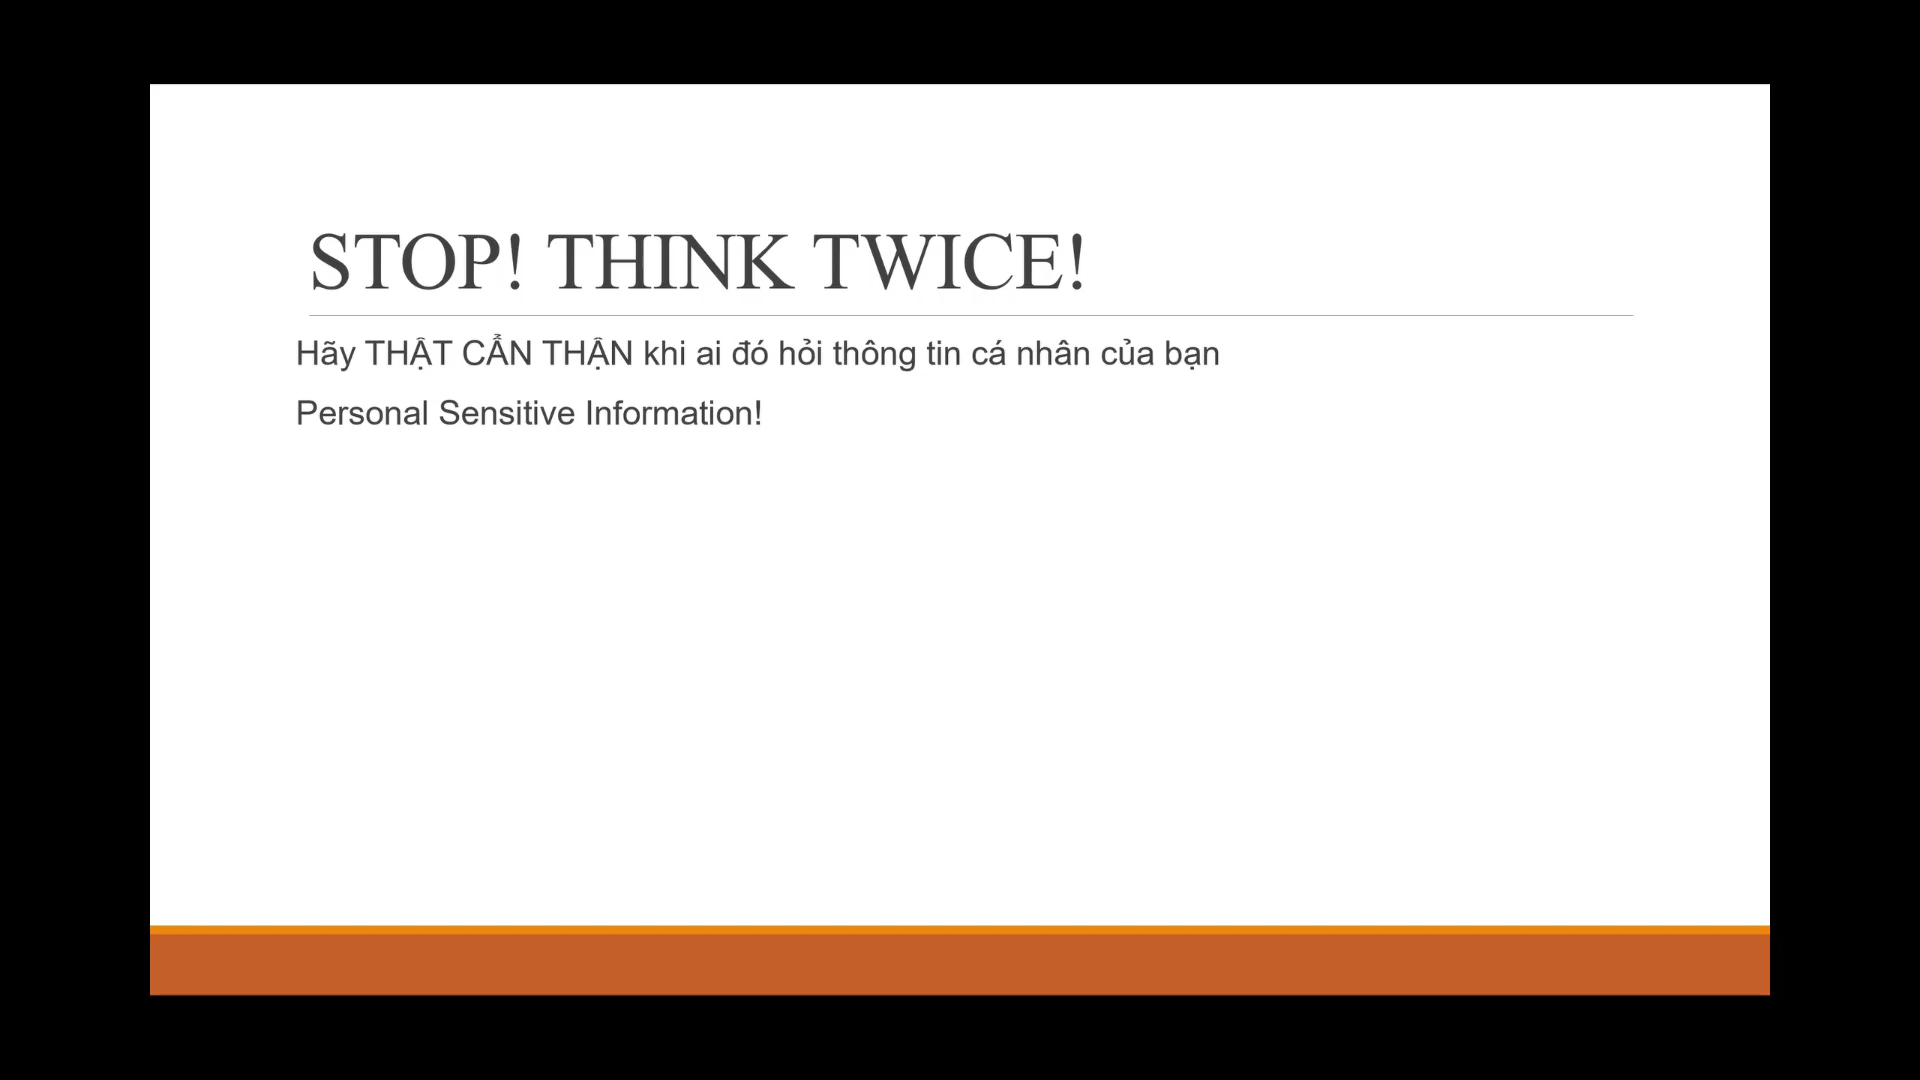 STOP! THINK TWICE!
Hãy THẬT CẨN THẬN khi ai đó hỏi thông tin cá nhân của bạn
Personal Sensitive Information!